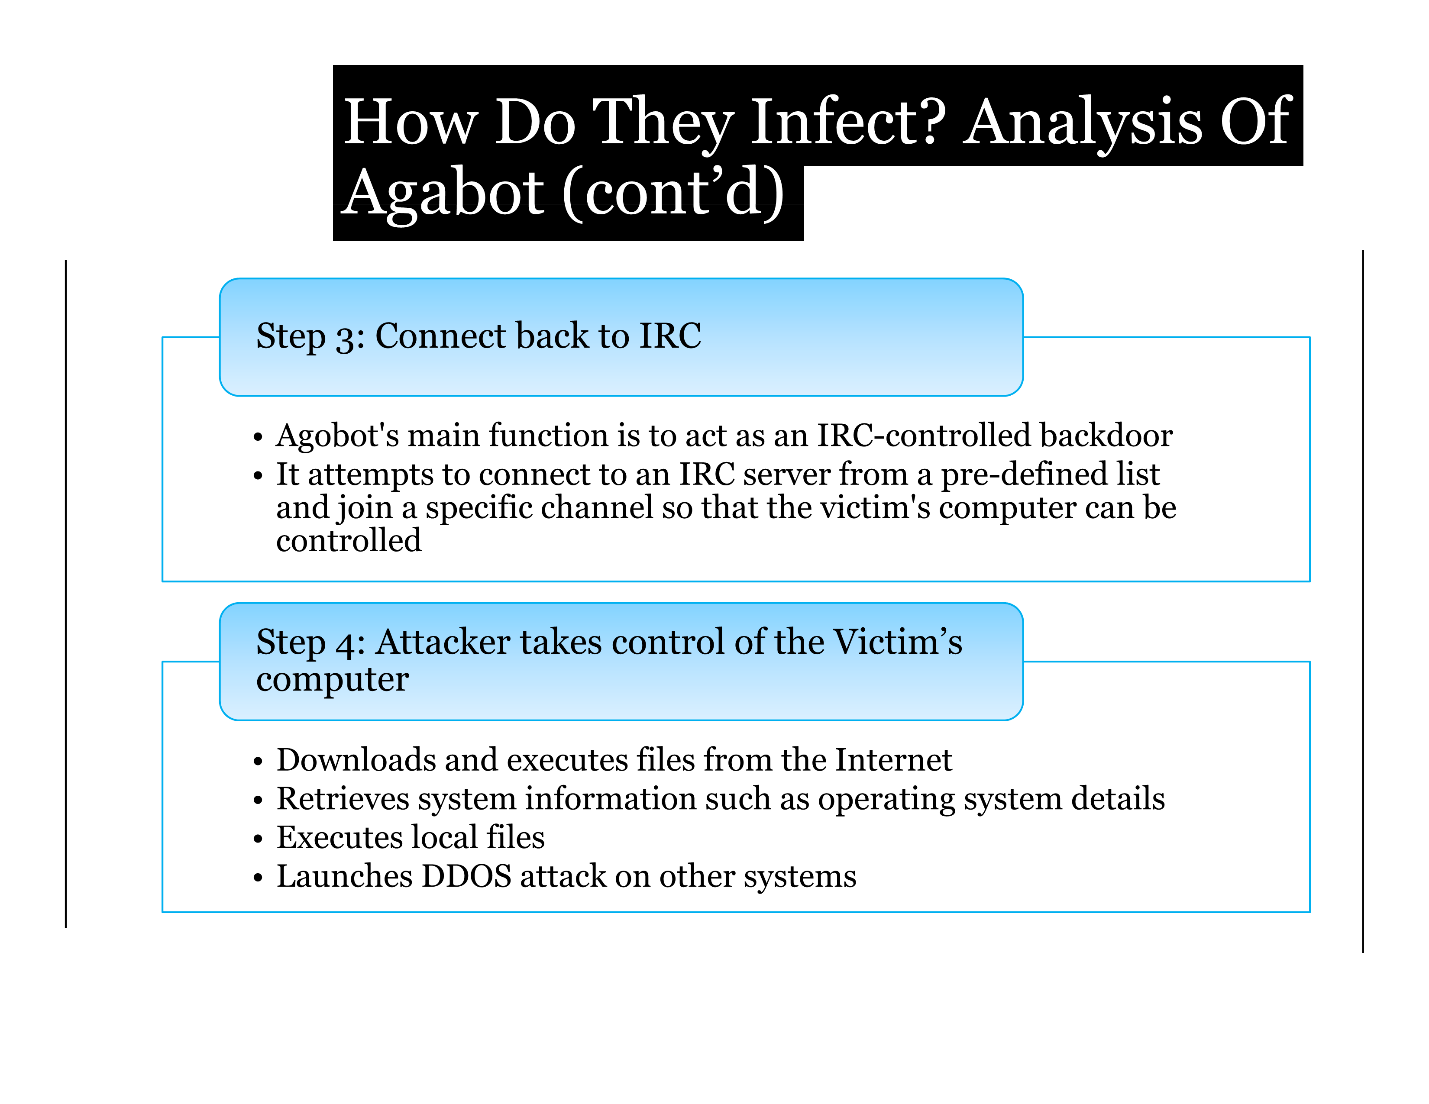 How Do They Infect? Analysis Of
Agabot (cont’d)
Step 3: Connect back to IRC
• Agobot's main function is to act as an IRC-controlled backdoor
• It attempts to connect to an IRC server from a pre-defined list
and join a specific channel so that the victim's computer can be
controlled
Step 4: Attacker takes control of the Victim’s
computer
• Downloads and executes files from the Internet
• Retrieves system information such as operating system details
• Executes local files
• Launches DDOS attack on other systems